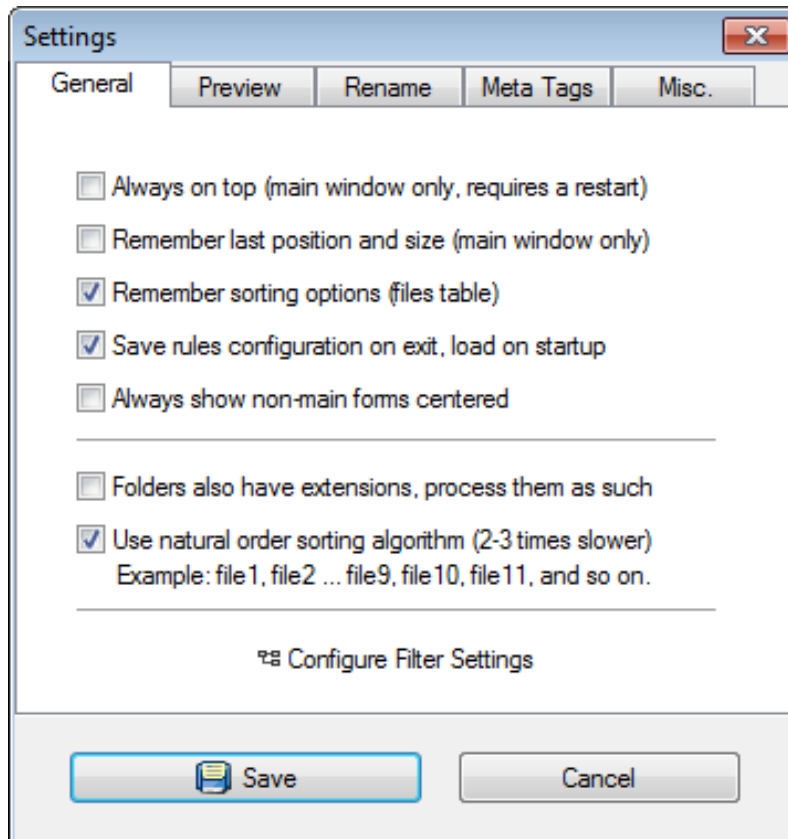 Settings
General
Preview
Rename
Meta Tags
Misc.
Always on top (main window only, requires a restart)
Remember last position and size (main window only)
Remember sorting options (files table)
Save rules configuration on exit, load on startup
Always show non-main forms centered
Folders also have extensions, process them as such
Use natural order sorting algorithm (2-3 times slower)
Example: file1, file2 ... file9, file10, file11, and so on.
Configure Filter Settings
Save
Cancel